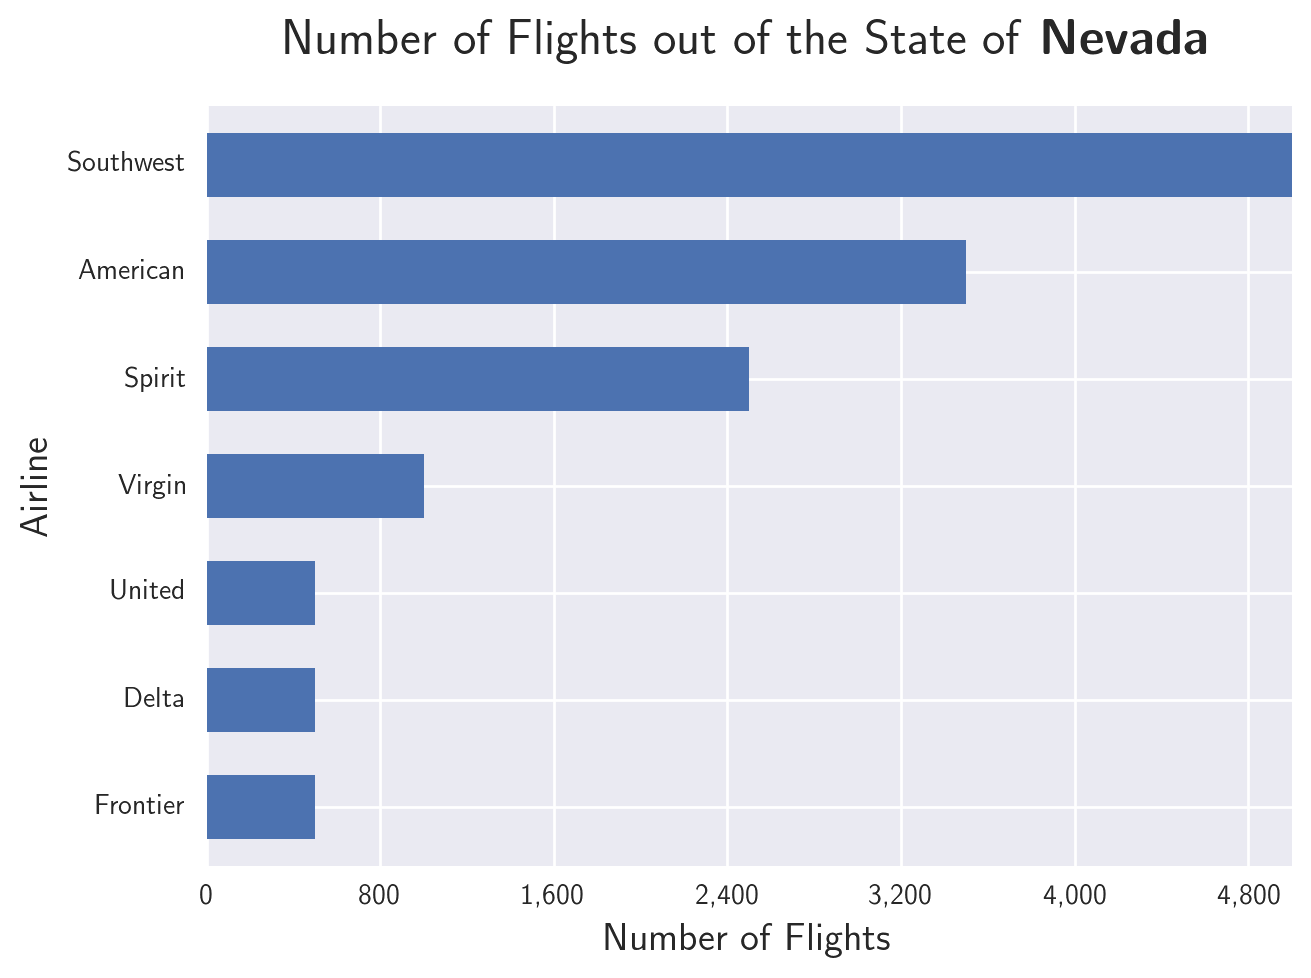 Number of Flights out of the State of Nevada
Southwest
American
Spirit
Virgin
United
Delta
Frontier
Airline
0 800 1,600 2,400 3,200 4,000 4,800
Number of Flights